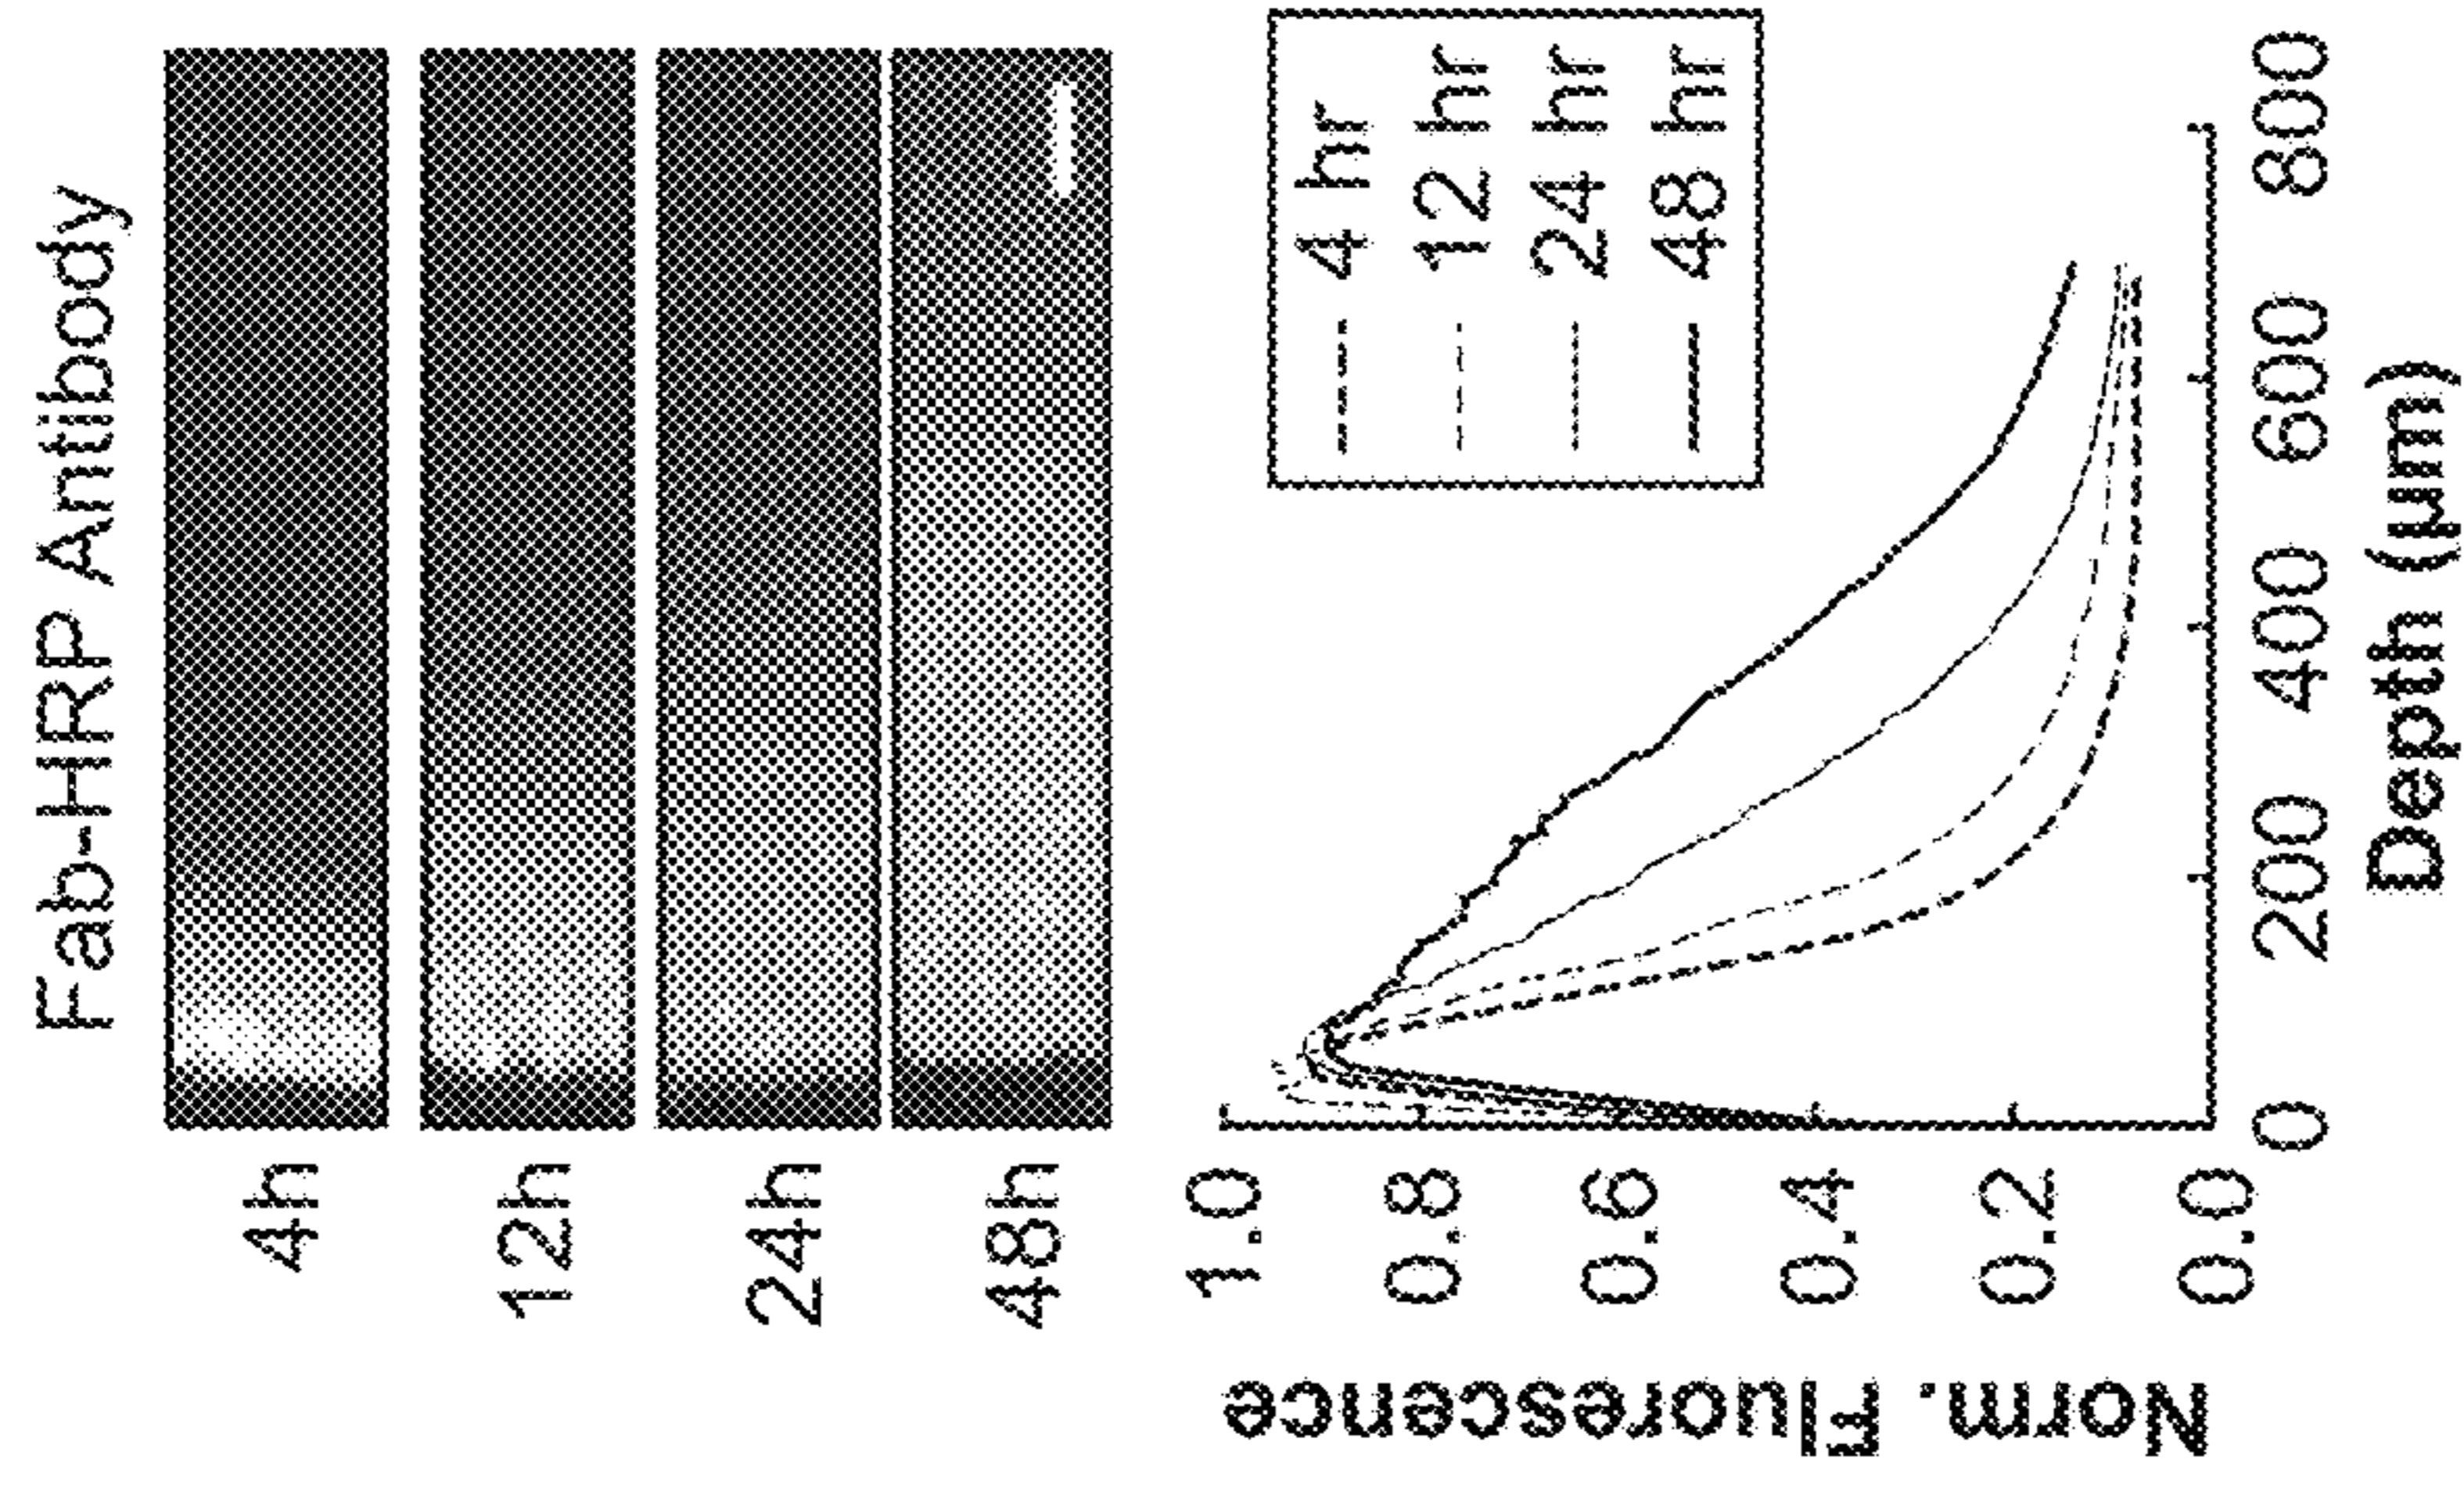 Fab-HRP Antibody
4h
12h
24h
48h
4 hr
12 hr
24 hr
48 hr
Norm. Fluorescence
1.0
0.8
0.6
0.4
0.2
0.0
0
200
400
600
800
Depth (µm)